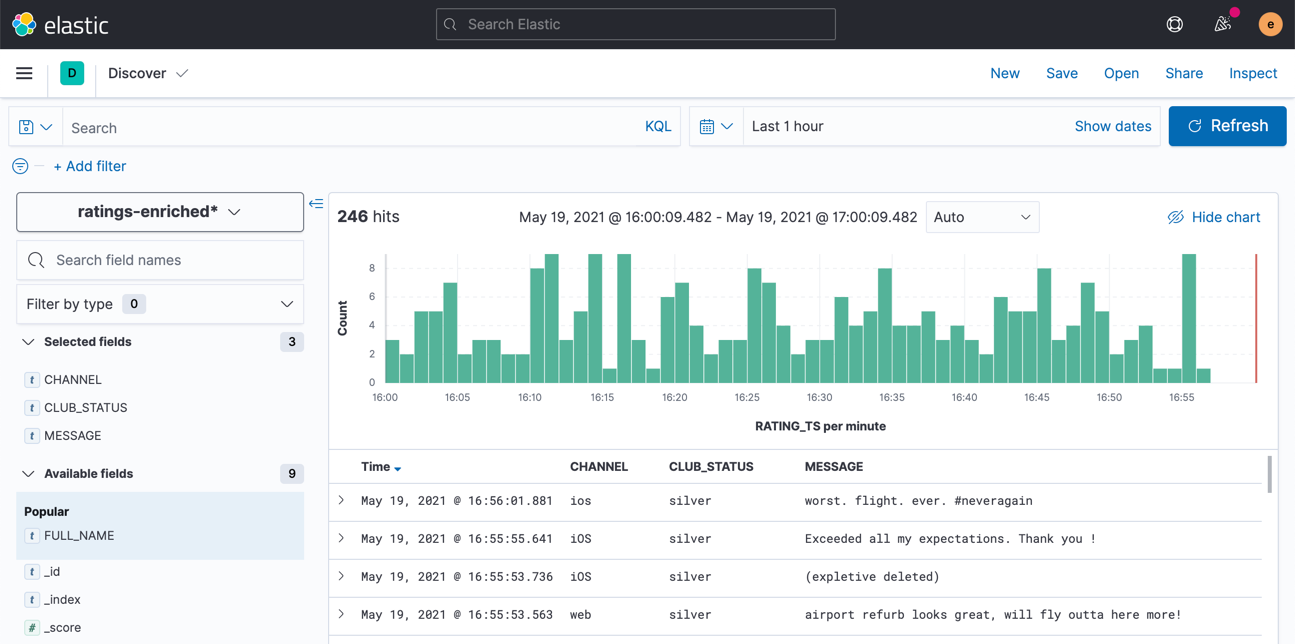 elastic
Search Elastic
e
D
Discover
New Save Open Share Inspect
Search
KQL
Last 1 hour
Show dates
Refresh
+ Add filter
ratings-enriched*
Search field names
Filter by type 0
Selected fields 3
t CHANNEL
t CLUB_STATUS
t MESSAGE
Available fields 9
Popular
t FULL_NAME
t _id
t _index
# _score
246 hits
May 19, 2021 @ 16:00:09.482 - May 19, 2021 @ 17:00:09.482
Auto
Hide chart
Count
8
6
4
2
0
16:00 16:05 16:10 16:15 16:20 16:25 16:30 16:35 16:40 16:45 16:50 16:55
RATING_TS per minute
Time CHANNEL CLUB_STATUS MESSAGE
May 19, 2021 @ 16:56:01.881 ios silver worst. flight. ever. #neveragain
May 19, 2021 @ 16:55:55.641 iOS silver Exceeded all my expectations. Thank you !
May 19, 2021 @ 16:55:53.736 iOS silver (expletive deleted)
May 19, 2021 @ 16:55:53.563 web silver airport refurb looks great, will fly outta here more!